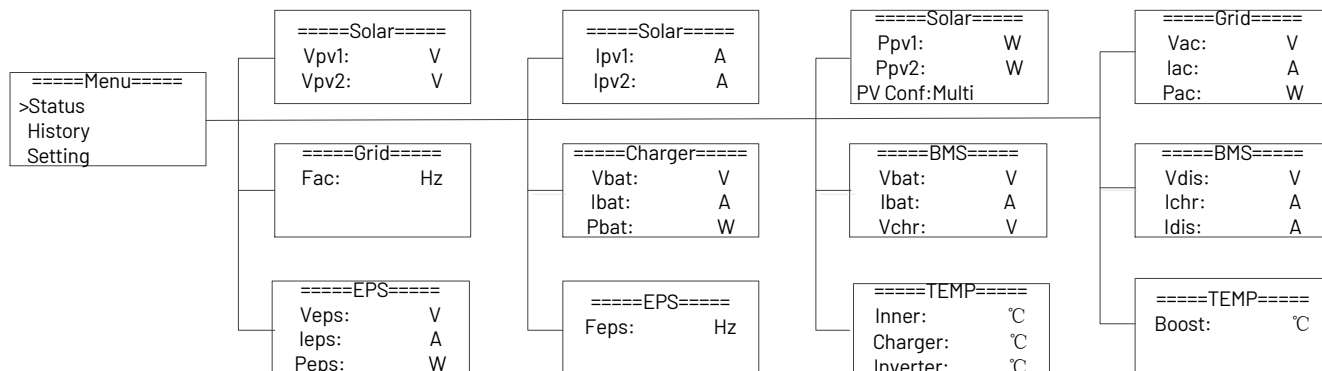 =====Menu=====
>Status
History
Setting
=====Solar=====
Vpv1: V
Vpv2: V
=====Solar=====
Ipv1: A
Ipv2: A
=====Solar=====
Ppv1: W
Ppv2: W
PV Conf:Multi
=====Grid=====
Vac: V
Iac: A
Pac: W
=====Grid=====
Fac: Hz
=====Charger=====
Vbat: V
Ibat: A
Pbat: W
=====BMS=====
Vbat: V
Ibat: A
Vchr: V
=====BMS=====
Vdis: V
Ichr: A
Idis: A
=====EPS=====
Veps: V
Ieps: A
Peps: W
=====EPS=====
Feps: Hz
=====TEMP=====
Inner: ℃
Charger: ℃
Inverter: ℃
=====TEMP=====
Boost: ℃